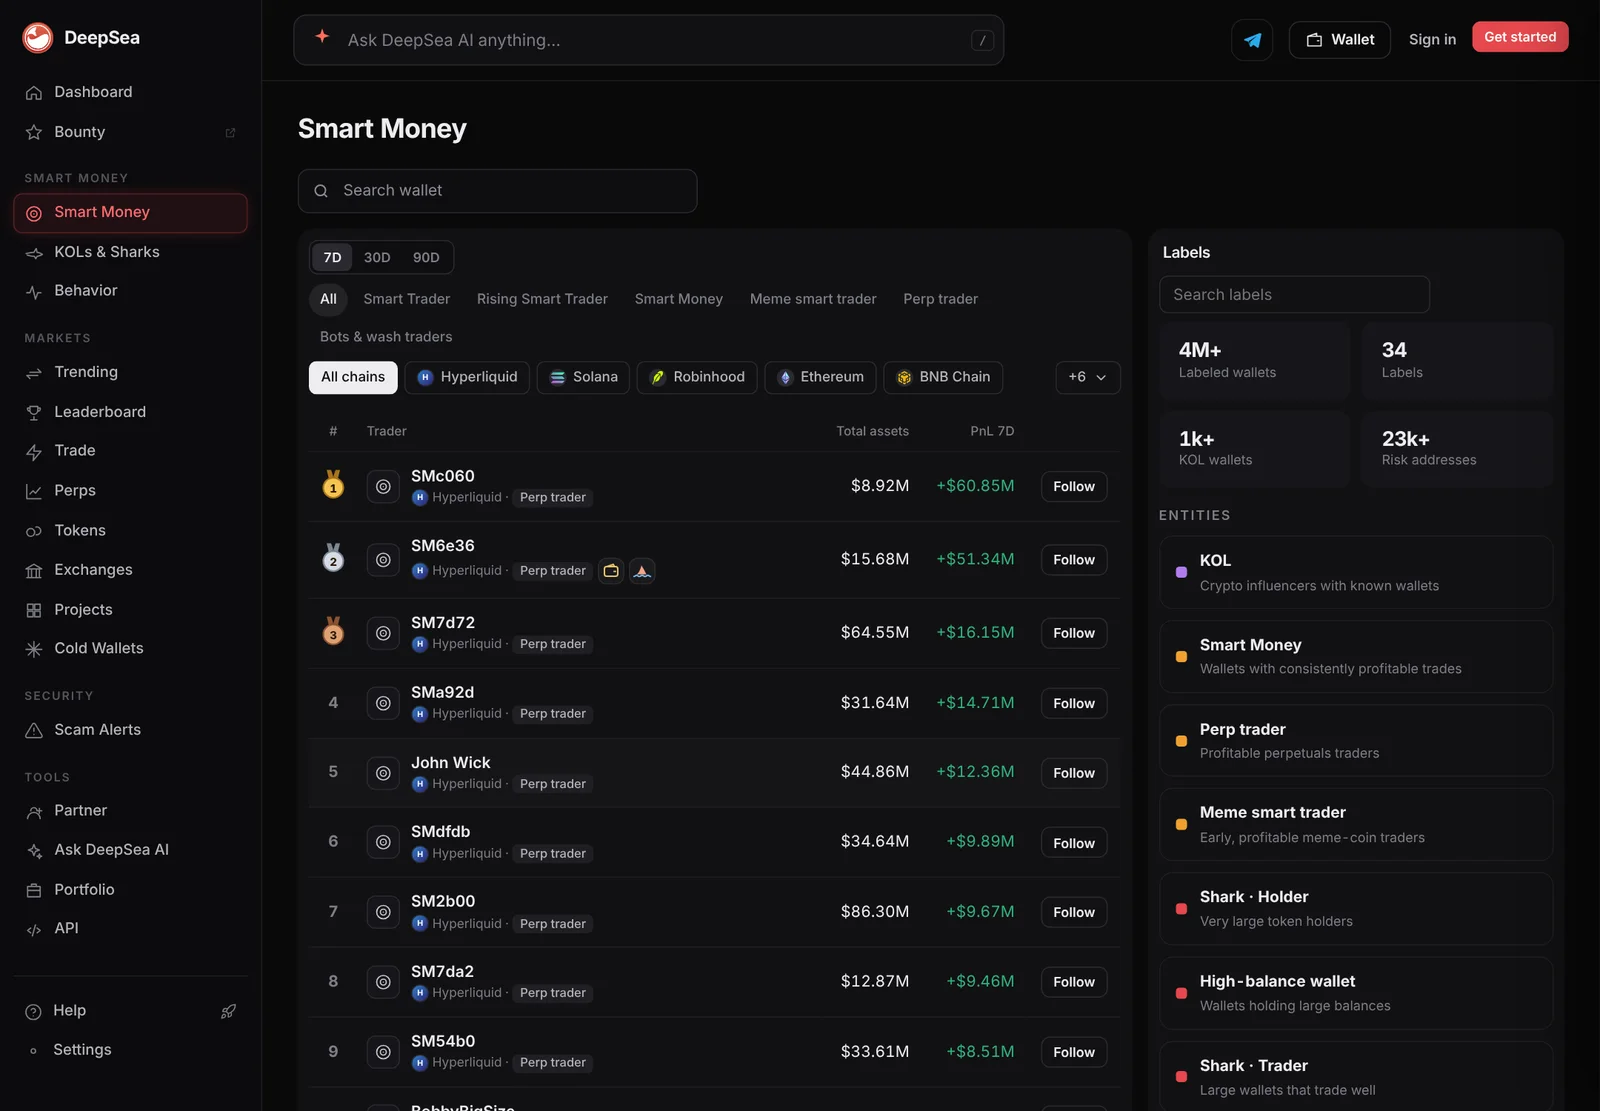 DeepSea
Dashboard
Bounty
SMART MONEY
Smart Money
KOLs & Sharks
Behavior
MARKETS
Trending
Leaderboard
Trade
Perps
Tokens
Exchanges
Projects
Cold Wallets
SECURITY
Scam Alerts
TOOLS
Partner
Ask DeepSea AI
Portfolio
API
Help
Settings
Ask DeepSea AI anything...
/
Wallet
Sign in
Get started
Smart Money
Search wallet
7D 30D 90D
All Smart Trader Rising Smart Trader Smart Money Meme smart trader Perp trader
Bots & wash traders
All chains Hyperliquid Solana Robinhood Ethereum BNB Chain +6
# Trader Total assets PnL 7D
1 SMc060 $8.92M +$60.85M Follow
H Hyperliquid · Perp trader
2 SM6e36 $15.68M +$51.34M Follow
H Hyperliquid · Perp trader
3 SM7d72 $64.55M +$16.15M Follow
H Hyperliquid · Perp trader
4 SMa92d $31.64M +$14.71M Follow
H Hyperliquid · Perp trader
5 John Wick $44.86M +$12.36M Follow
H Hyperliquid · Perp trader
6 SMdfdb $34.64M +$9.89M Follow
H Hyperliquid · Perp trader
7 SM2b00 $86.30M +$9.67M Follow
H Hyperliquid · Perp trader
8 SM7da2 $12.87M +$9.46M Follow
H Hyperliquid · Perp trader
9 SM54b0 $33.61M +$8.51M Follow
H Hyperliquid · Perp trader
BobbyBigSize
Labels
Search labels
4M+
Labeled wallets
34
Labels
1k+
KOL wallets
23k+
Risk addresses
ENTITIES
KOL
Crypto influencers with known wallets
Smart Money
Wallets with consistently profitable trades
Perp trader
Profitable perpetuals traders
Meme smart trader
Early, profitable meme-coin traders
Shark · Holder
Very large token holders
High-balance wallet
Wallets holding large balances
Shark · Trader
Large wallets that trade well